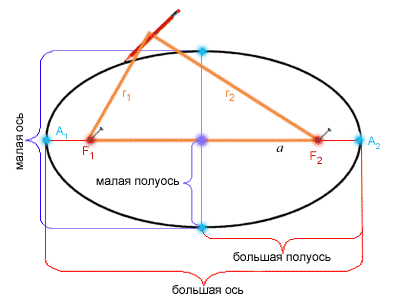 r₁
r₂
A₁
A₂
F₁
F₂
a
малая ось
малая полуось
большая полуось
большая ось